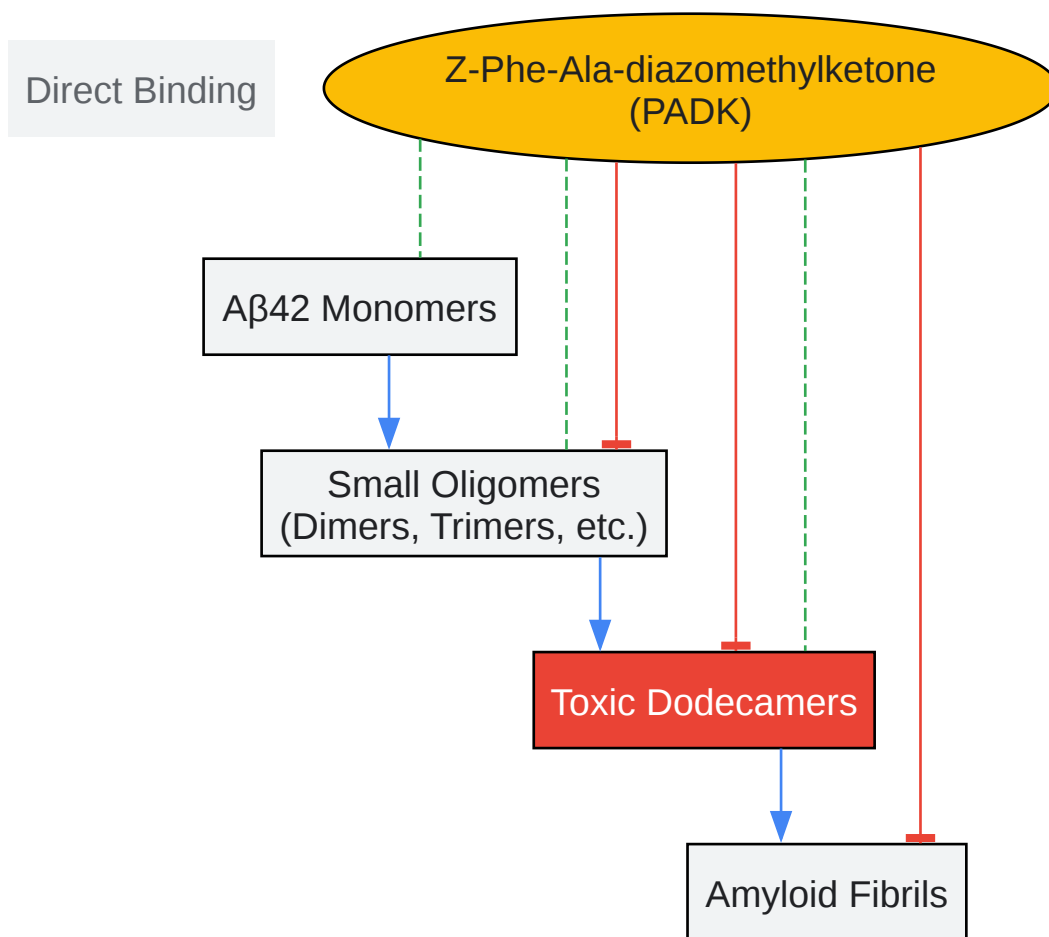 Direct Binding
Z-Phe-Ala-diazomethylketone
(PADK)
Aβ42 Monomers
Small Oligomers
(Dimers, Trimers, etc.)
Toxic Dodecamers
Amyloid Fibrils